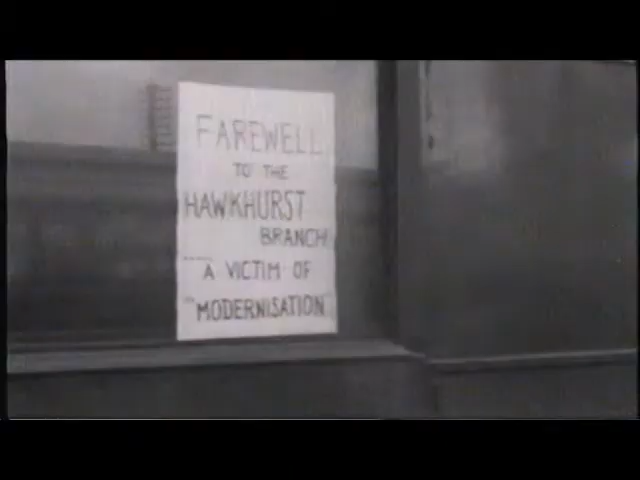 FAREWELL
TO THE
HAWKHURST
BRANCH
A VICTIM OF
"MODERNISATION"